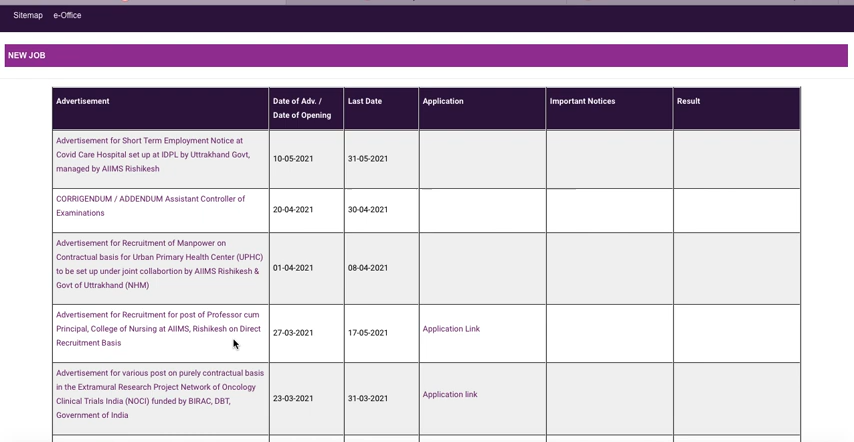 Sitemap e-Office
NEW JOB
Advertisement Date of Adv. / Last Date Application Important Notices Result
Date of Opening
Advertisement for Short Term Employment Notice at
Covid Care Hospital set up at IDPL by Uttrakhand Govt, 10-05-2021 31-05-2021
managed by AIIMS Rishikesh
CORRIGENDUM / ADDENDUM Assistant Controller of 20-04-2021 30-04-2021
Examinations
Advertisement for Recruitment of Manpower on
Contractual basis for Urban Primary Health Center (UPHC) 01-04-2021 08-04-2021
to be set up under joint collabortion by AIIMS Rishikesh &
Govt of Uttrakhand (NHM)
Advertisement for Recruitment for post of Professor cum
Principal, College of Nursing at AIIMS, Rishikesh on Direct 27-03-2021 17-05-2021 Application Link
Recruitment Basis
Advertisement for various post on purely contractual basis
in the Extramural Research Project Network of Oncology 23-03-2021 31-03-2021 Application link
Clinical Trials India (NOCI) funded by BIRAC, DBT,
Government of India